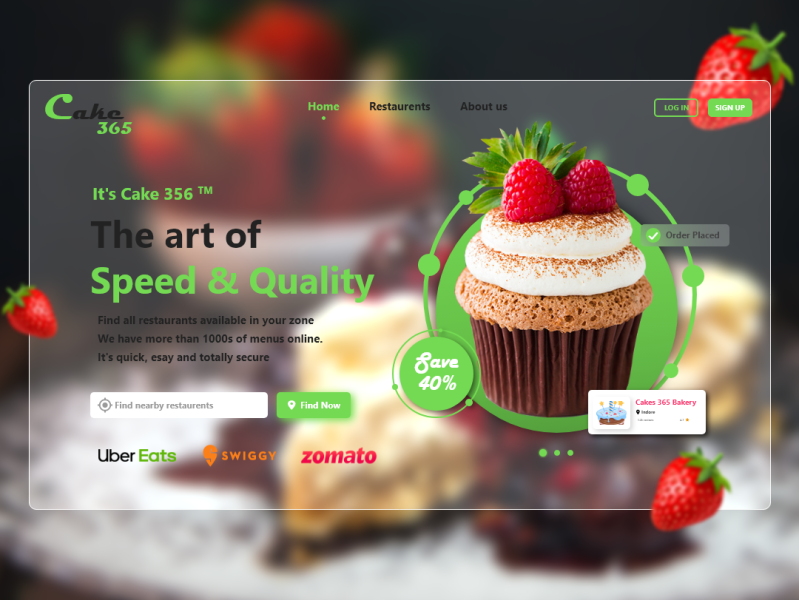 Cake
365
Home
Restaurents
About us
LOG IN
SIGN UP
It's Cake 356 TM
The art of
Speed & Quality
Find all restaurants available in your zone
We have more than 1000s of menus online.
It's quick, esay and totally secure
Find nearby restaurents
Find Now
Uber Eats
SWIGGY
zomato
Order Placed
Save
40%
Cakes 365 Bakery
Indore